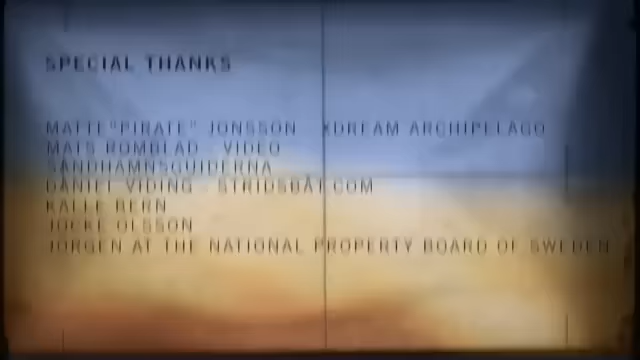 SPECIAL THANKS
MATTE "PIRATE" JONSSON XDREAM ARCHIPELAGO
MATS ROMBLAD VIDEO
SANDHAMNSGUIDERNA
DANIEL VIDING - STRIDSBÅT.COM
KALLE BERN
JOCKE OLSSON
JORGEN AT THE NATIONAL PROPERTY BOARD OF SWEDEN